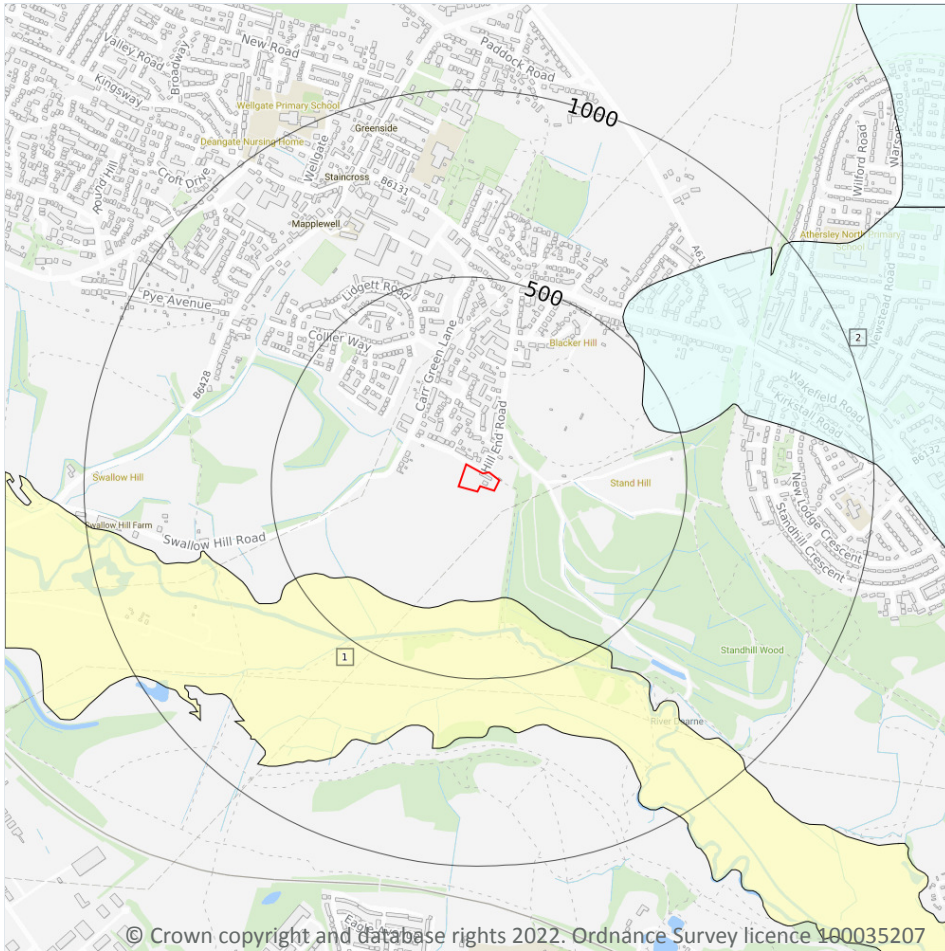 New Road
Paddock Road
Valley Road
Broadway
Kingsway
Wellgate Primary School
1000
Greenside
Deangate Nursing Home
Wellgate
Staincross
B6131
Croft Drive
Round Hill
Mapplewell
Wilford Road
Athersley North Primary
School
A61
Pye Avenue
Lidgett Road
500
Newstead Road
Collier Way
Carr Green Lane
Blacker Hill
2
B6428
Wakefield Road
Kirkstall Road
B6132
Hill End Road
Swallow Hill
Stand Hill
New Lodge Crescent
Standhill Crescent
Swallow Hill Farm
Swallow Hill Road
Standhill Wood
1
River Dearne
© Crown copyright and database rights 2022. Ordnance Survey licence 100035207